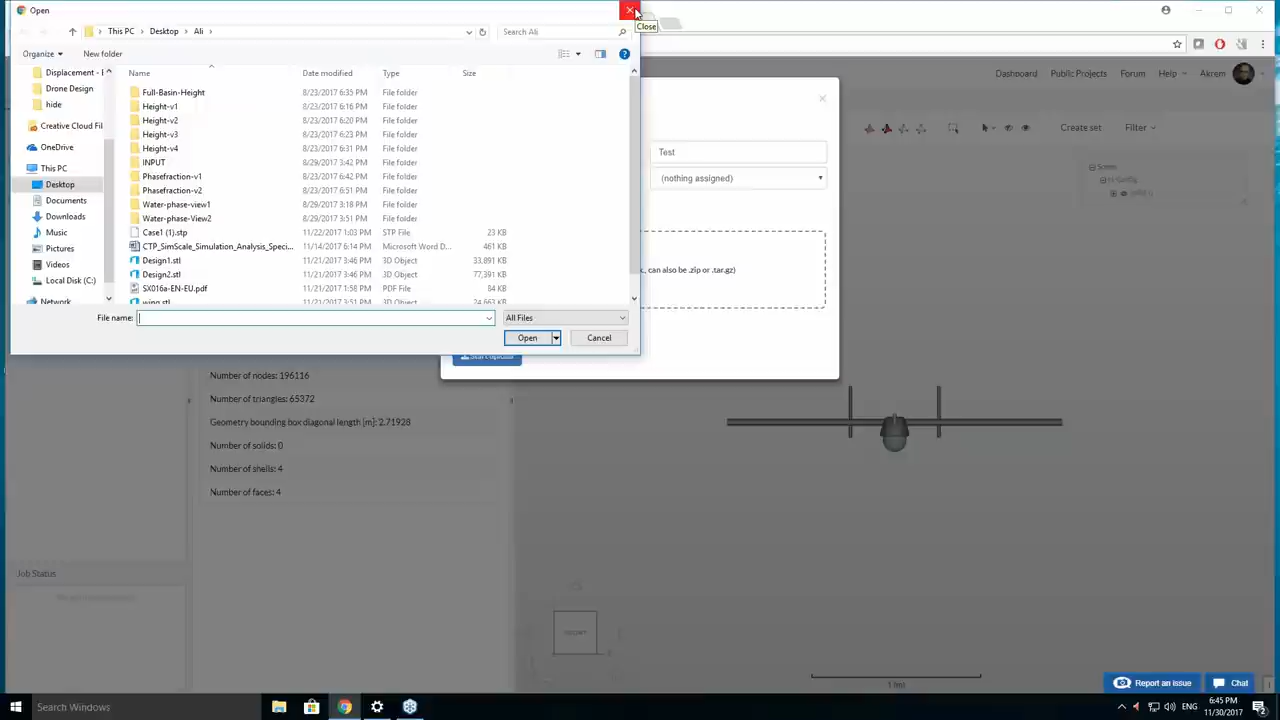 Open
Close
This PC
Desktop
Ali
Search Ali
Organize
New folder
Name
Date modified
Type
Size
Displacement - F
Drone Design
hide
Creative Cloud Fil
OneDrive
This PC
Desktop
Documents
Downloads
Music
Pictures
Videos
Local Disk (C:)
Network
Full-Basin-Height 8/23/2017 6:35 PM File folder
Height-v1 8/23/2017 6:16 PM File folder
Height-v2 8/23/2017 6:20 PM File folder
Height-v3 8/23/2017 6:23 PM File folder
Height-v4 8/23/2017 6:31 PM File folder
INPUT 8/29/2017 3:42 PM File folder
Phasefraction-v1 8/23/2017 6:42 PM File folder
Phasefraction-v2 8/23/2017 6:51 PM File folder
Water-phase-view1 8/29/2017 3:18 PM File folder
Water-phase-View2 8/29/2017 3:51 PM File folder
Case1 (1).stp 11/22/2017 1:03 PM STP File 23 KB
CTP_SimScale_Simulation_Analysis_Speci... 11/14/2017 6:14 PM Microsoft Word D... 461 KB
Design1.stl 11/21/2017 3:46 PM 3D Object 33,891 KB
Design2.stl 11/21/2017 3:46 PM 3D Object 77,391 KB
SX016a-EN-EU.pdf 11/21/2017 1:58 PM PDF File 84 KB
wing.stl 11/21/2017 3:51 PM 3D Object 24,663 KB
File name:
All Files
Open
Cancel
Dashboard
Public Projects
Forum
Help
Akrem
Create set
Filter
Scene
Test
(nothing assigned)
, can also be .zip or .tar.gz)
Number of nodes: 196116
Number of triangles: 65372
Geometry bounding box diagonal length [m]: 2.71928
Number of solids: 0
Number of shells: 4
Number of faces: 4
Job Status
Report an issue
Chat
Search Windows
ENG
6:45 PM
11/30/2017